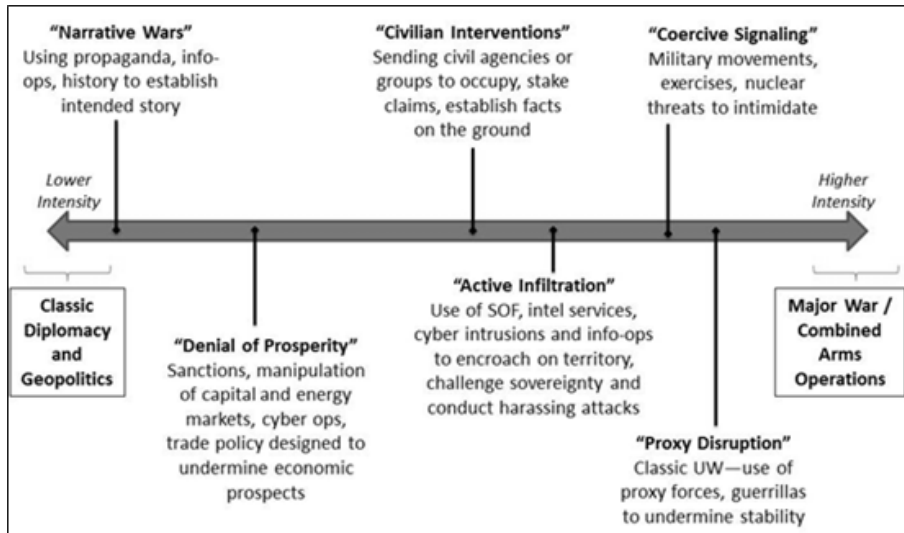 “Narrative Wars”
Using propaganda, info-
ops, history to establish
intended story
“Civilian Interventions”
Sending civil agencies or
groups to occupy, stake
claims, establish facts
on the ground
“Coercive Signaling”
Military movements,
exercises, nuclear
threats to intimidate
Lower
Intensity
Higher
Intensity
Classic
Diplomacy
and
Geopolitics
“Denial of Prosperity”
Sanctions, manipulation
of capital and energy
markets, cyber ops,
trade policy designed to
undermine economic
prospects
“Active Infiltration”
Use of SOF, intel services,
cyber intrusions and info-ops
to encroach on territory,
challenge sovereignty and
conduct harassing attacks
“Proxy Disruption”
Classic UW—use of
proxy forces, guerrillas
to undermine stability
Major War /
Combined
Arms
Operations